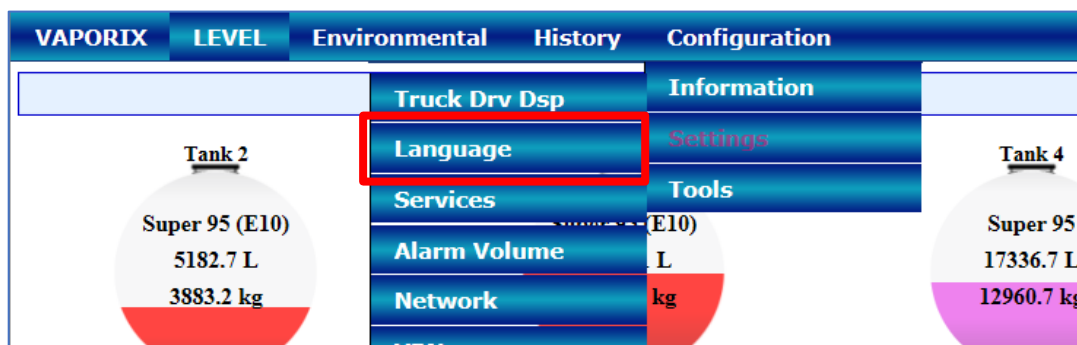 VAPORIX LEVEL Environmental History Configuration
Truck Drv Dsp
Language
Services
Alarm Volume
Network
Information
Settings
Tools
Tank 2
Super 95 (E10)
5182.7 L
3883.2 kg
(E10)
L
kg
Tank 4
Super 95
17336.7 L
12960.7 kg